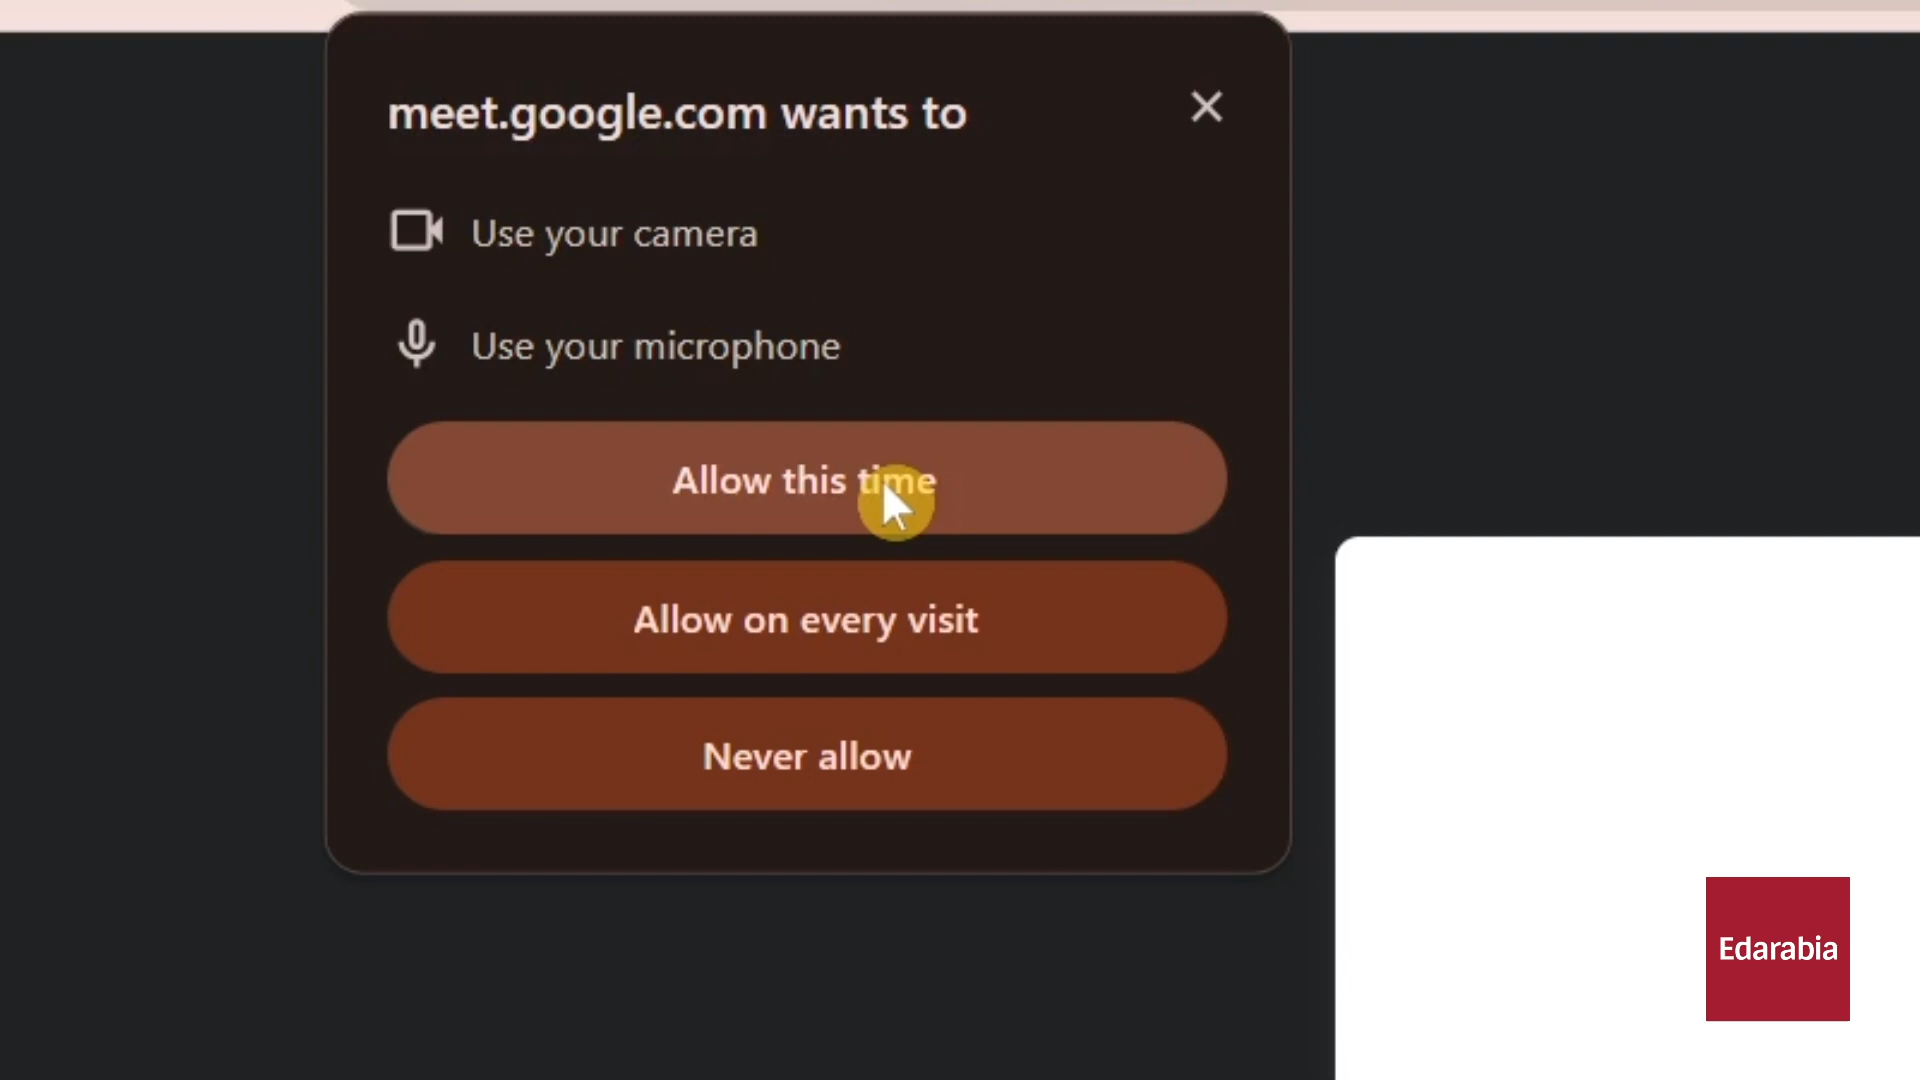 meet.google.com wants to
Use your camera
Use your microphone
Allow this time
Allow on every visit
Never allow
Edarabia